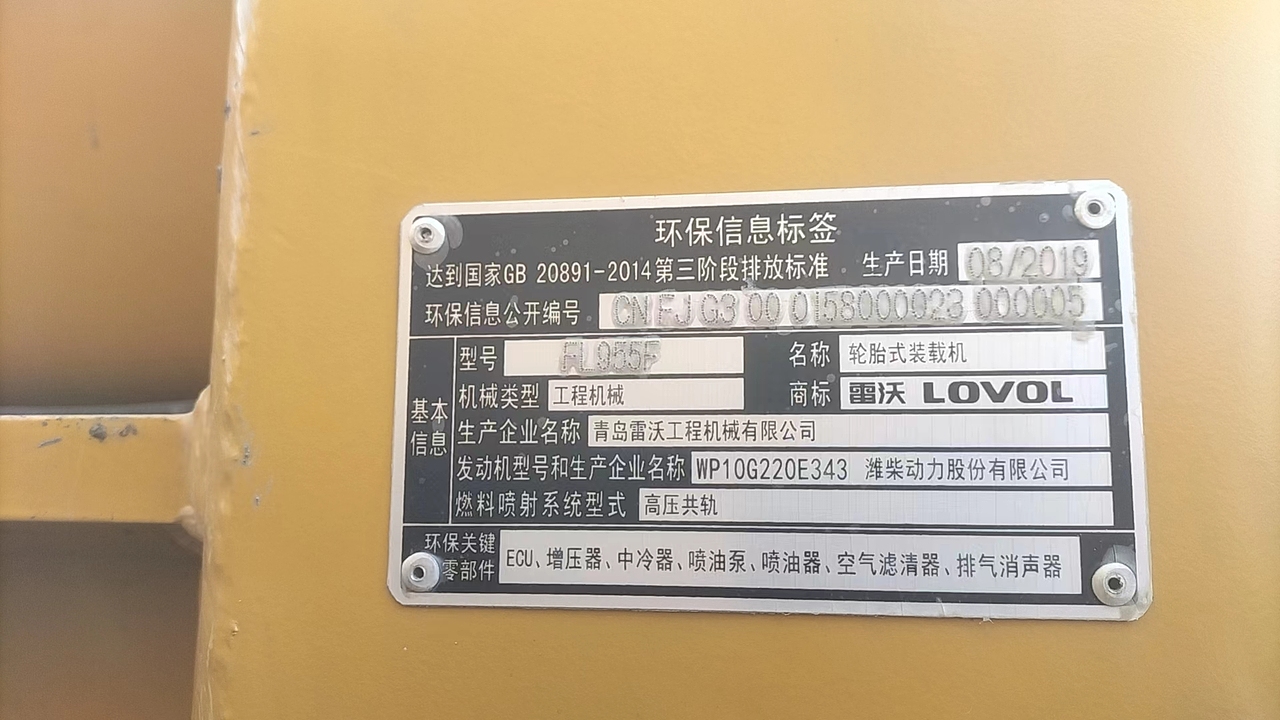 环保信息标签
达到国家GB 20891-2014第三阶段排放标准 生产日期 08/2019
环保信息公开编号 CN FJ G3 00 0158000023 000005
基本信息
型号 FL955F 名称 轮胎式装载机
机械类型 工程机械 商标 雷沃 LOVOL
生产企业名称 青岛雷沃工程机械有限公司
发动机型号和生产企业名称 WP10G220E343 潍柴动力股份有限公司
燃料喷射系统型式 高压共轨
环保关键零部件 ECU、增压器、中冷器、喷油泵、喷油器、空气滤清器、排气消声器